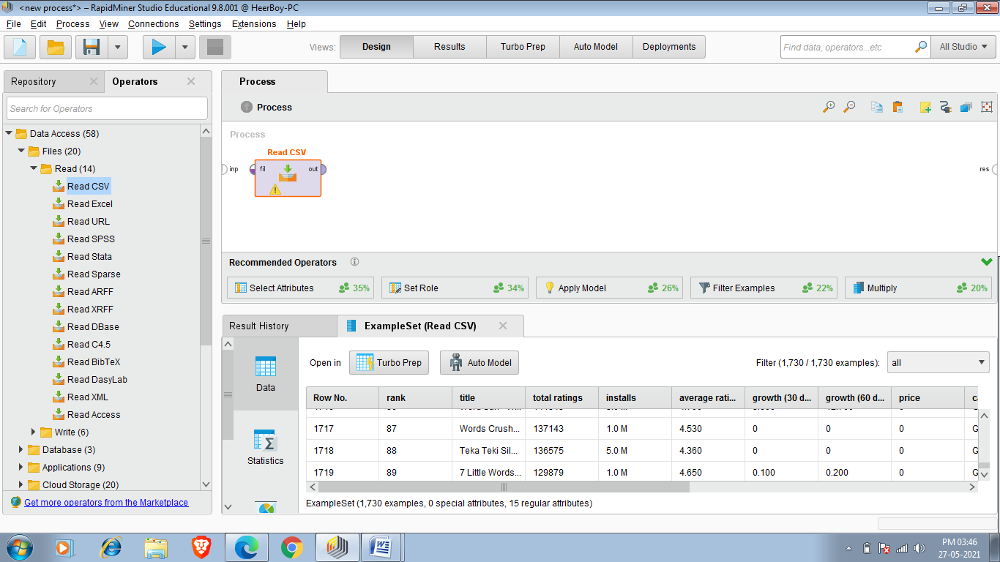 <new process*> – RapidMiner Studio Educational 9.8.001 @ HeerBoy-PC
File Edit Process View Connections Settings Extensions Help
Views: Design Results Turbo Prep Auto Model Deployments Find data, operators...etc All Studio
Repository Operators
Search for Operators
Data Access (58)
Files (20)
Read (14)
Read CSV
Read Excel
Read URL
Read SPSS
Read Stata
Read Sparse
Read ARFF
Read XRFF
Read DBase
Read C4.5
Read BibTeX
Read DasyLab
Read XML
Read Access
Write (6)
Database (3)
Applications (9)
Cloud Storage (20)
Get more operators from the Marketplace
Process
Process
Process
Read CSV
inp fil out res
Recommended Operators
Select Attributes 35% Set Role 34% Apply Model 26% Filter Examples 22% Multiply 20%
Result History ExampleSet (Read CSV)
Data
Statistics
Open in Turbo Prep Auto Model Filter (1,730 / 1,730 examples): all
Row No. rank title total ratings installs average rati... growth (30 d... growth (60 d... price
1717 87 Words Crush... 137143 1.0 M 4.530 0 0 0 G
1718 88 Teka Teki Sil... 136575 5.0 M 4.360 0 0 0 G
1719 89 7 Little Words... 129879 1.0 M 4.650 0.100 0.200 0 G
ExampleSet (1,730 examples, 0 special attributes, 15 regular attributes)
PM 03:46
27-05-2021